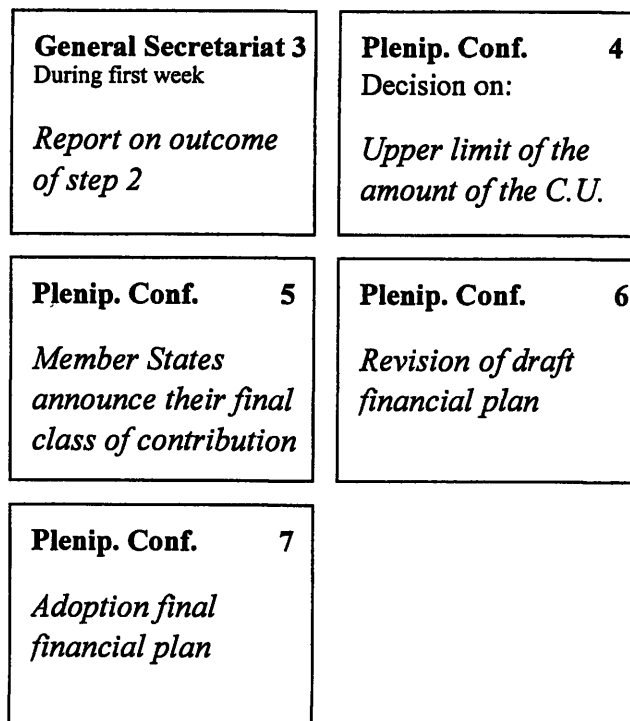 General Secretariat 3
During first week
Report on outcome
of step 2
Plenip. Conf. 4
Decision on:
Upper limit of the
amount of the C.U.
Plenip. Conf. 5
Member States
announce their final
class of contribution
Plenip. Conf. 6
Revision of draft
financial plan
Plenip. Conf. 7
Adoption final
financial plan